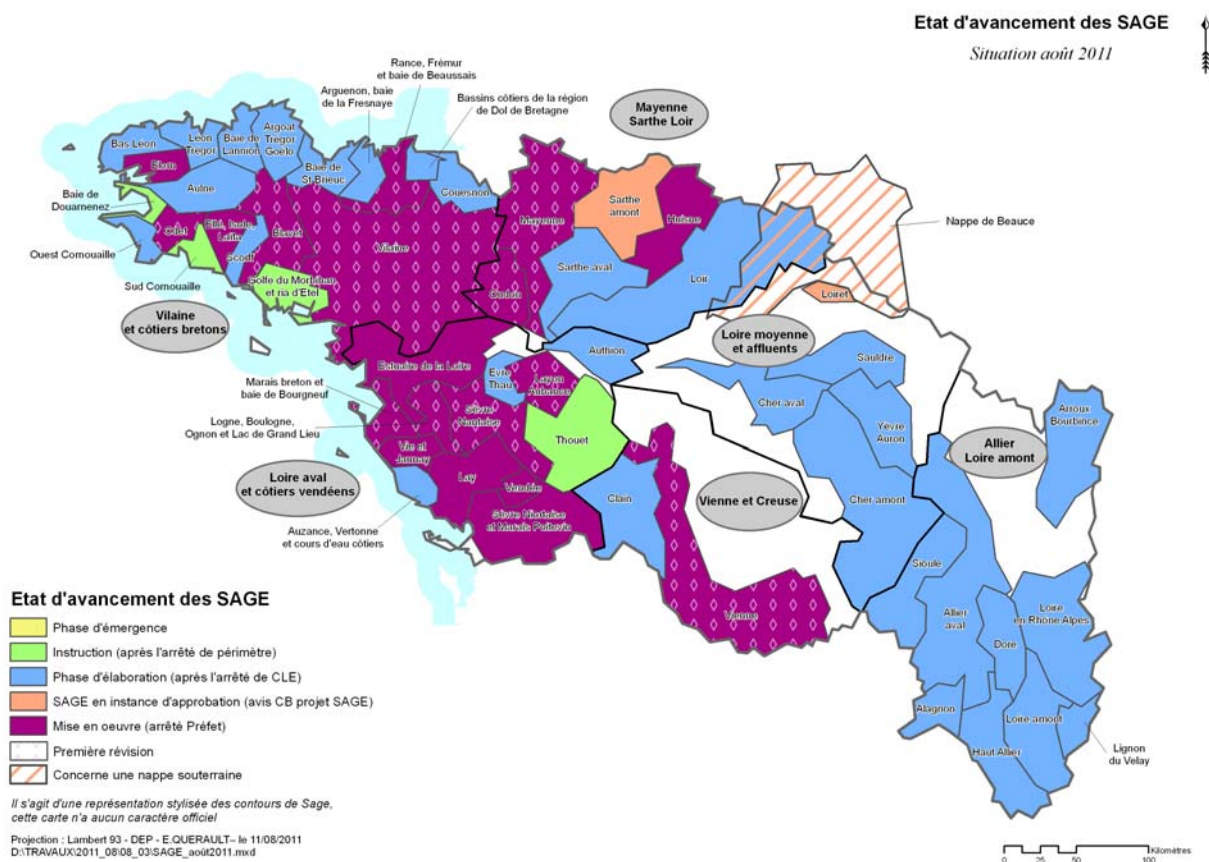 Etat d'avancement des SAGE
Situation août 2011
Rance, Frémur
et baie de Beaussais
Arguenon, baie
de la Fresnaye
Bassins côtiers de la région
de Dol de Bretagne
Mayenne
Sarthe Loir
Bas Léon
Léon
Trégor
Baie de
Lannion
Argoat
Trégor
Goëlo
Elorn
Aulne
Baie de
St Brieuc
Couesnon
Baie de
Douarnenez
Odet
Ellé, Isole,
Laïta
Scorff
Blavet
Vilaine
Mayenne
Sarthe
amont
Huisne
Nappe de Beauce
Ouest Cornouaille
Sud Cornouaille
Golfe du Morbihan
et ria d'Etel
Oudon
Sarthe aval
Loir
Loiret
Vilaine
et côtiers bretons
Loire moyenne
et affluents
Estuaire de la Loire
Authion
Sauldre
Marais breton et
baie de Bourgneuf
Evre
Thau
Layon
Aubance
Cher aval
Logne, Boulogne,
Ognon et Lac de Grand Lieu
Sèvre
Nantaise
Thouet
Yèvre
Auron
Arroux
Bourbince
Allier
Loire amont
Vie et
Jaunay
Loire aval
et côtiers vendéens
Lay
Vendée
Clain
Vienne et Creuse
Cher amont
Sèvre Niortaise
et Marais Poitevin
Auzance, Vertonne
et cours d'eau côtiers
Sioule
Vienne
Allier
aval
Loire
en Rhone Alpes
Dore
Alagnon
Loire amont
Haut Allier
Lignon
du Velay
Etat d'avancement des SAGE
Phase d'émergence
Instruction (après l'arrêté de périmètre)
Phase d'élaboration (après l'arrêté de CLE)
SAGE en instance d'approbation (avis CB projet SAGE)
Mise en oeuvre (arrêté Préfet)
Première révision
Concerne une nappe souterraine
Il s'agit d'une représentation stylisée des contours de Sage,
cette carte n'a aucun caractère officiel
Projection : Lambert 93 - DEP - E.QUERAULT– le 11/08/2011
D:\TRAVAUX\2011_08\08_03\SAGE_août2011.mxd
Kilomètres
0 25 50 100